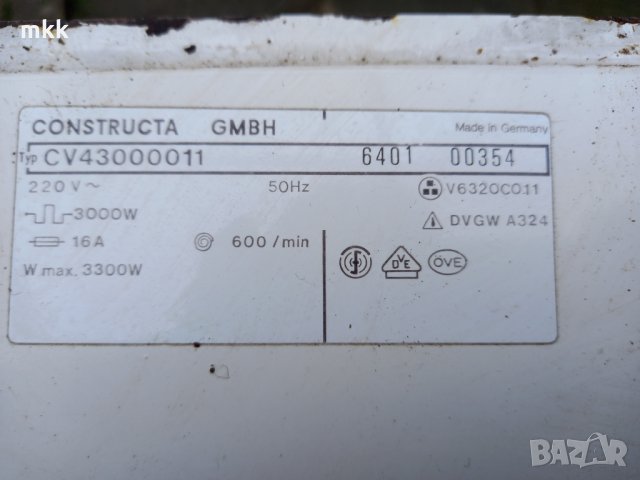 mkk
CONSTRUCTA GMBH Made in Germany
Typ CV43000011 6401 00354
220 V~ 50Hz V6320C011
3000W DVGW A324
16A 600/min
W. max. 3300W
DVE ÖVE
BAZAR